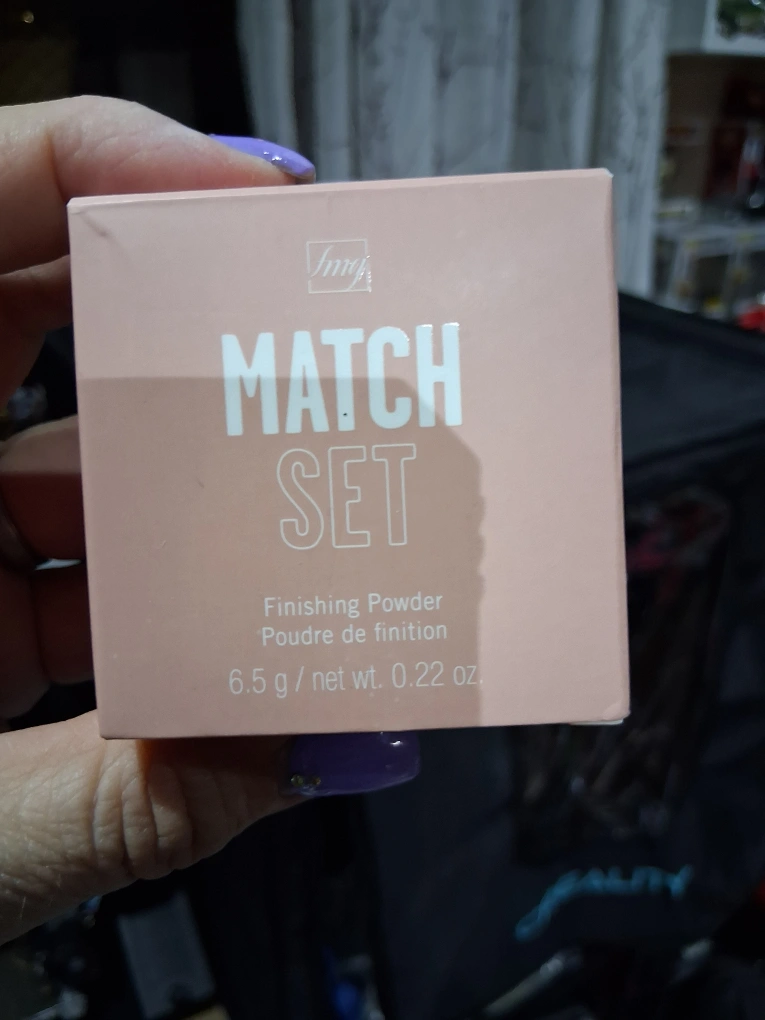 fmg
MATCH
SET
Finishing Powder
Poudre de finition
6.5 g / net wt. 0.22 oz.